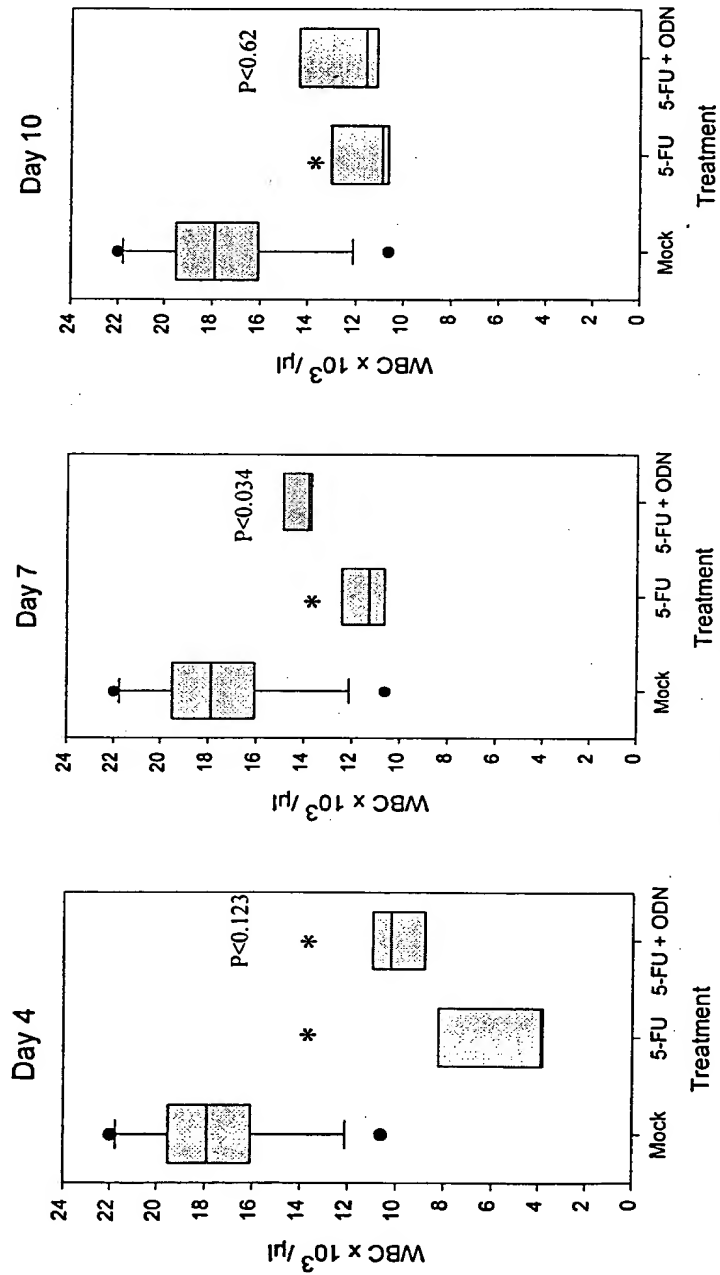 Day 4
WBC x 10³/µl
24
22
20
18
16
14
12
10
8
6
4
2
0
P<0.123
*
*
Mock
5-FU
5-FU + ODN
Treatment
Day 7
WBC x 10³/µl
24
22
20
18
16
14
12
10
8
6
4
2
0
P<0.034
*
Mock
5-FU
5-FU + ODN
Treatment
Day 10
WBC x 10³/µl
24
22
20
18
16
14
12
10
8
6
4
2
0
P<0.62
*
Mock
5-FU
5-FU + ODN
Treatment